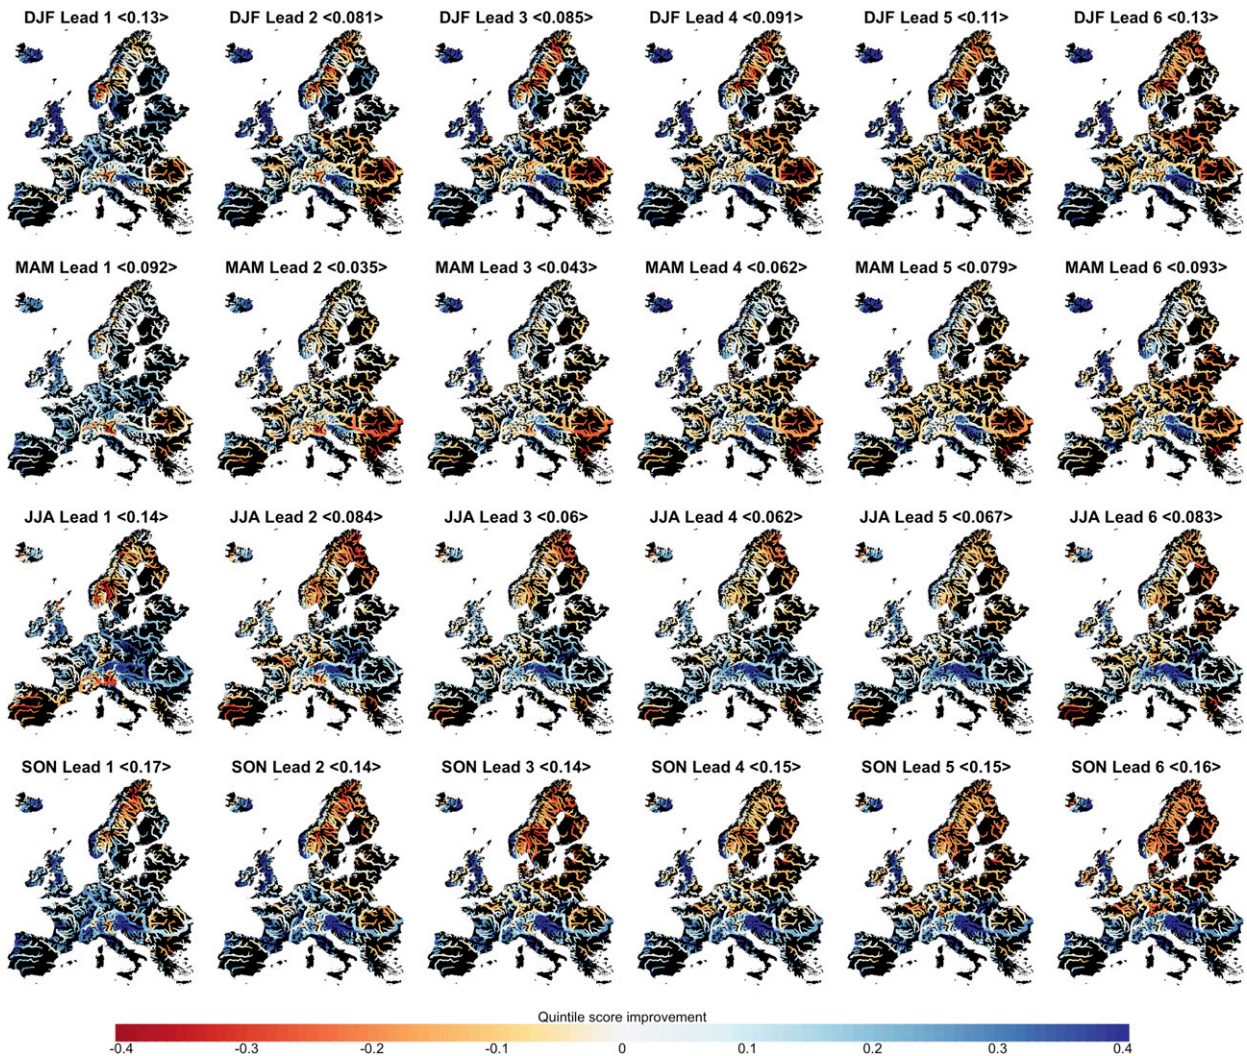 DJF Lead 1 <0.13> DJF Lead 2 <0.081> DJF Lead 3 <0.085> DJF Lead 4 <0.091> DJF Lead 5 <0.11> DJF Lead 6 <0.13>
MAM Lead 1 <0.092> MAM Lead 2 <0.035> MAM Lead 3 <0.043> MAM Lead 4 <0.062> MAM Lead 5 <0.079> MAM Lead 6 <0.093>
JJA Lead 1 <0.14> JJA Lead 2 <0.084> JJA Lead 3 <0.06> JJA Lead 4 <0.062> JJA Lead 5 <0.067> JJA Lead 6 <0.083>
SON Lead 1 <0.17> SON Lead 2 <0.14> SON Lead 3 <0.14> SON Lead 4 <0.15> SON Lead 5 <0.15> SON Lead 6 <0.16>
Quintile score improvement
-0.4 -0.3 -0.2 -0.1 0 0.1 0.2 0.3 0.4